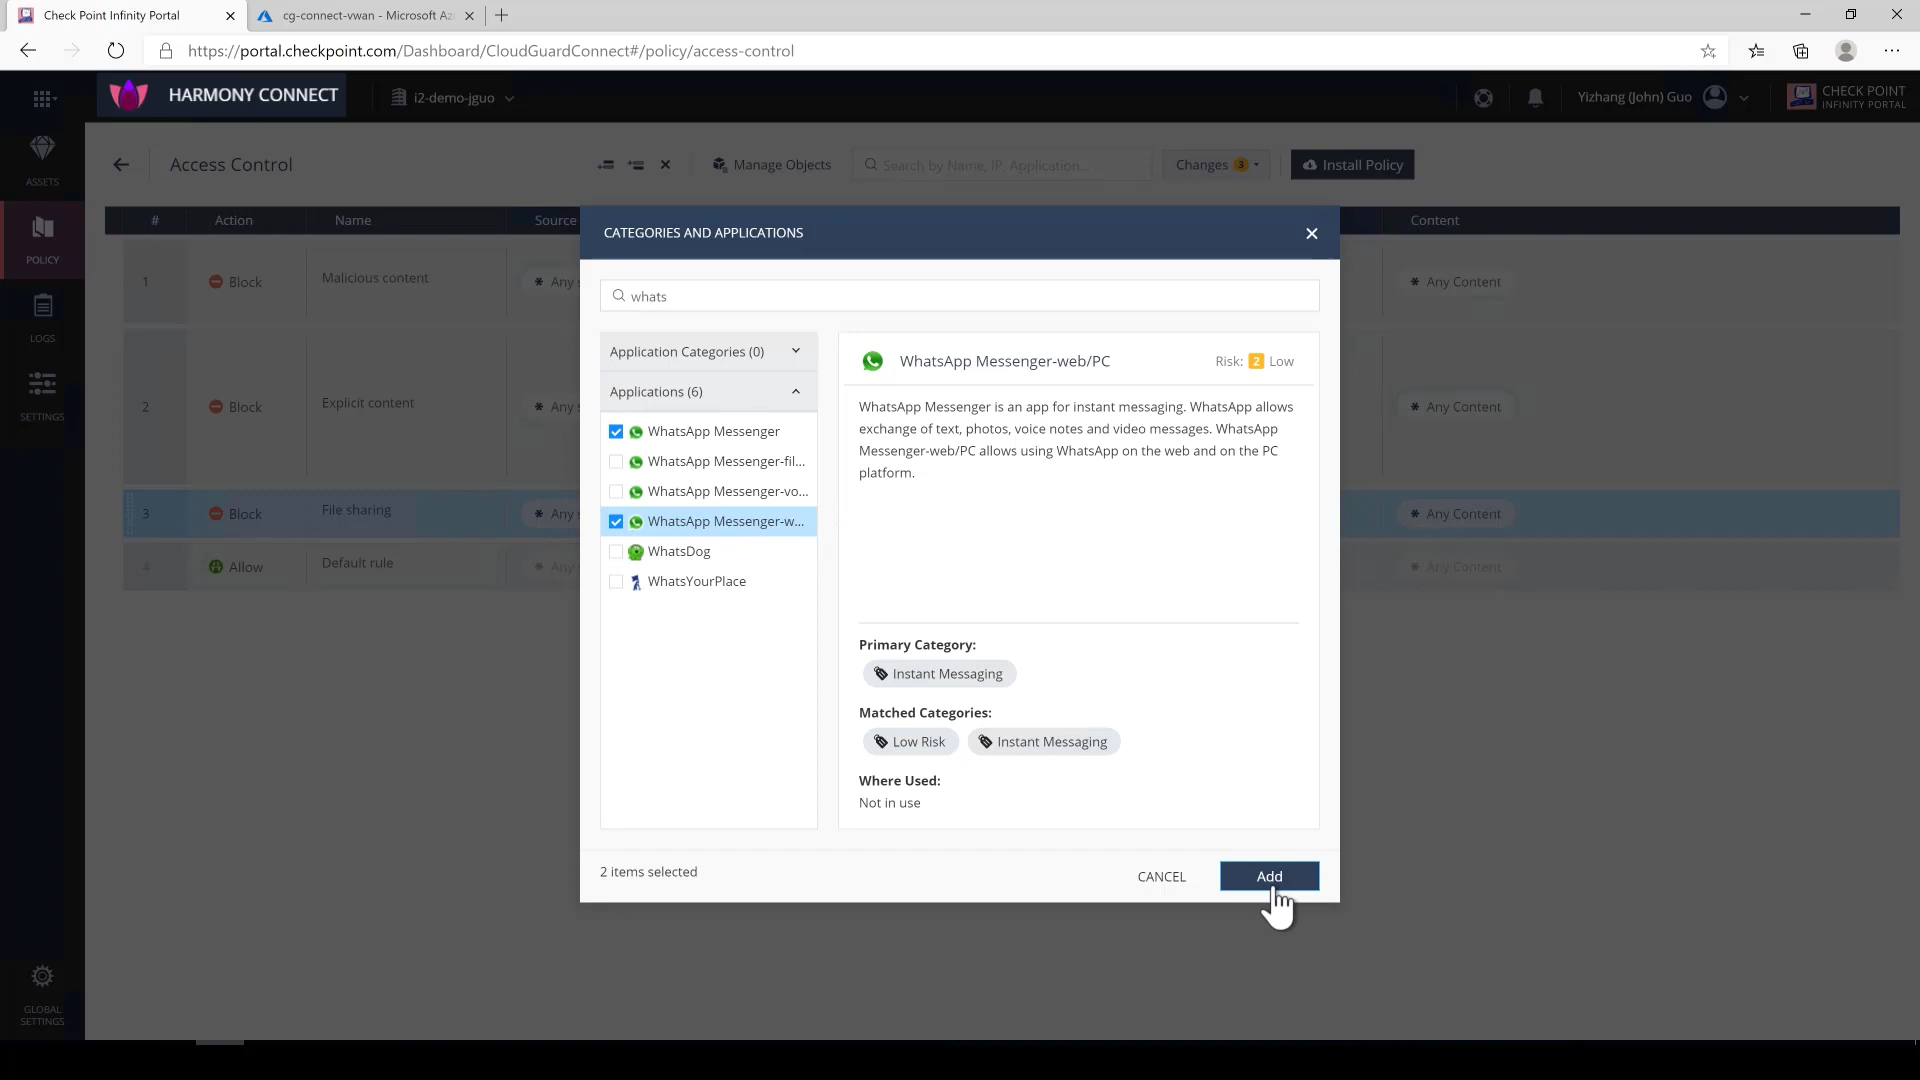 Check Point Infinity Portal
cg-connect-vwan - Microsoft Az
https://portal.checkpoint.com/Dashboard/CloudGuardConnect#/policy/access-control
HARMONY CONNECT
i2-demo-jguo
Yizhang (John) Guo
CHECK POINT
INFINITY PORTAL
ASSETS
POLICY
LOGS
SETTINGS
GLOBAL
SETTINGS
Access Control
Manage Objects
Search by Name, IP, Application...
Changes 3
Install Policy
# Action Name Source Content
1 Block Malicious content Any s Any Content
2 Block Explicit content Any s Any Content
3 Block File sharing Any s Any Content
4 Allow Default rule Any s Any Content
CATEGORIES AND APPLICATIONS
whats
Application Categories (0)
Applications (6)
WhatsApp Messenger
WhatsApp Messenger-fil...
WhatsApp Messenger-vo...
WhatsApp Messenger-w...
WhatsDog
WhatsYourPlace
WhatsApp Messenger-web/PC
Risk: 2 Low
WhatsApp Messenger is an app for instant messaging. WhatsApp allows
exchange of text, photos, voice notes and video messages. WhatsApp
Messenger-web/PC allows using WhatsApp on the web and on the PC
platform.
Primary Category:
Instant Messaging
Matched Categories:
Low Risk
Instant Messaging
Where Used:
Not in use
2 items selected
CANCEL
Add